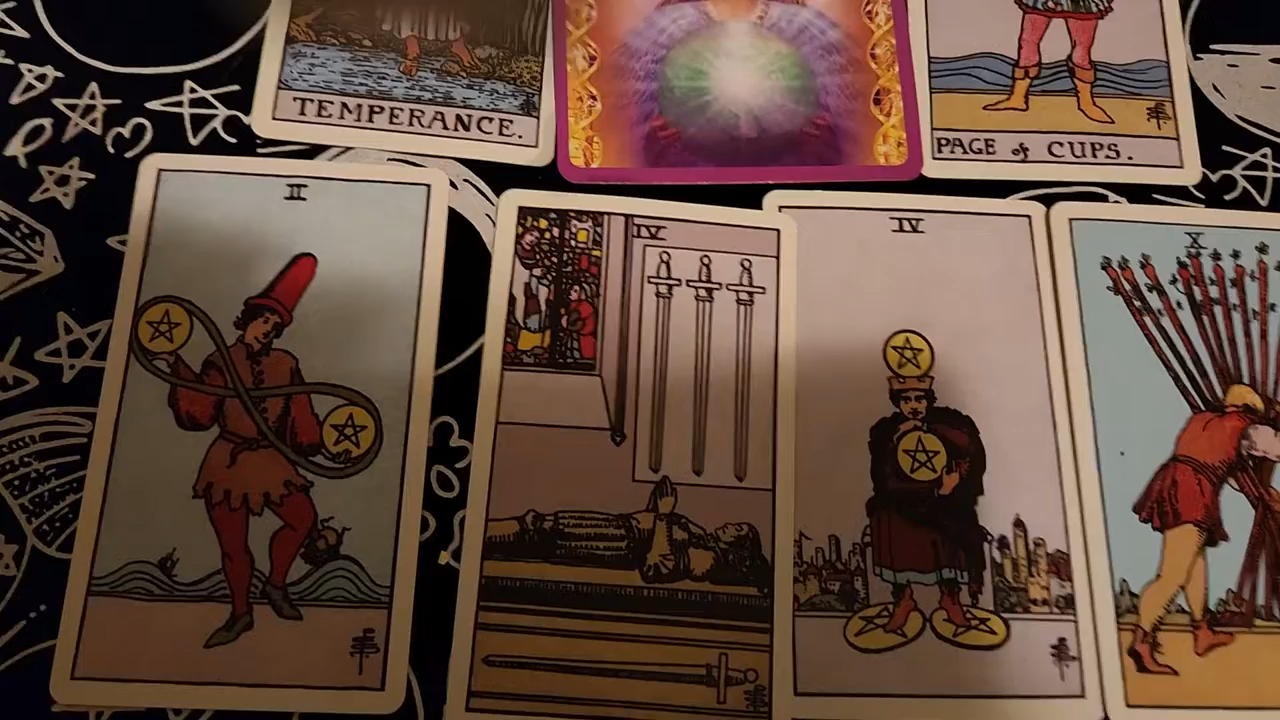 TEMPERANCE.
PAGE of CUPS.
II
IV
IV
X